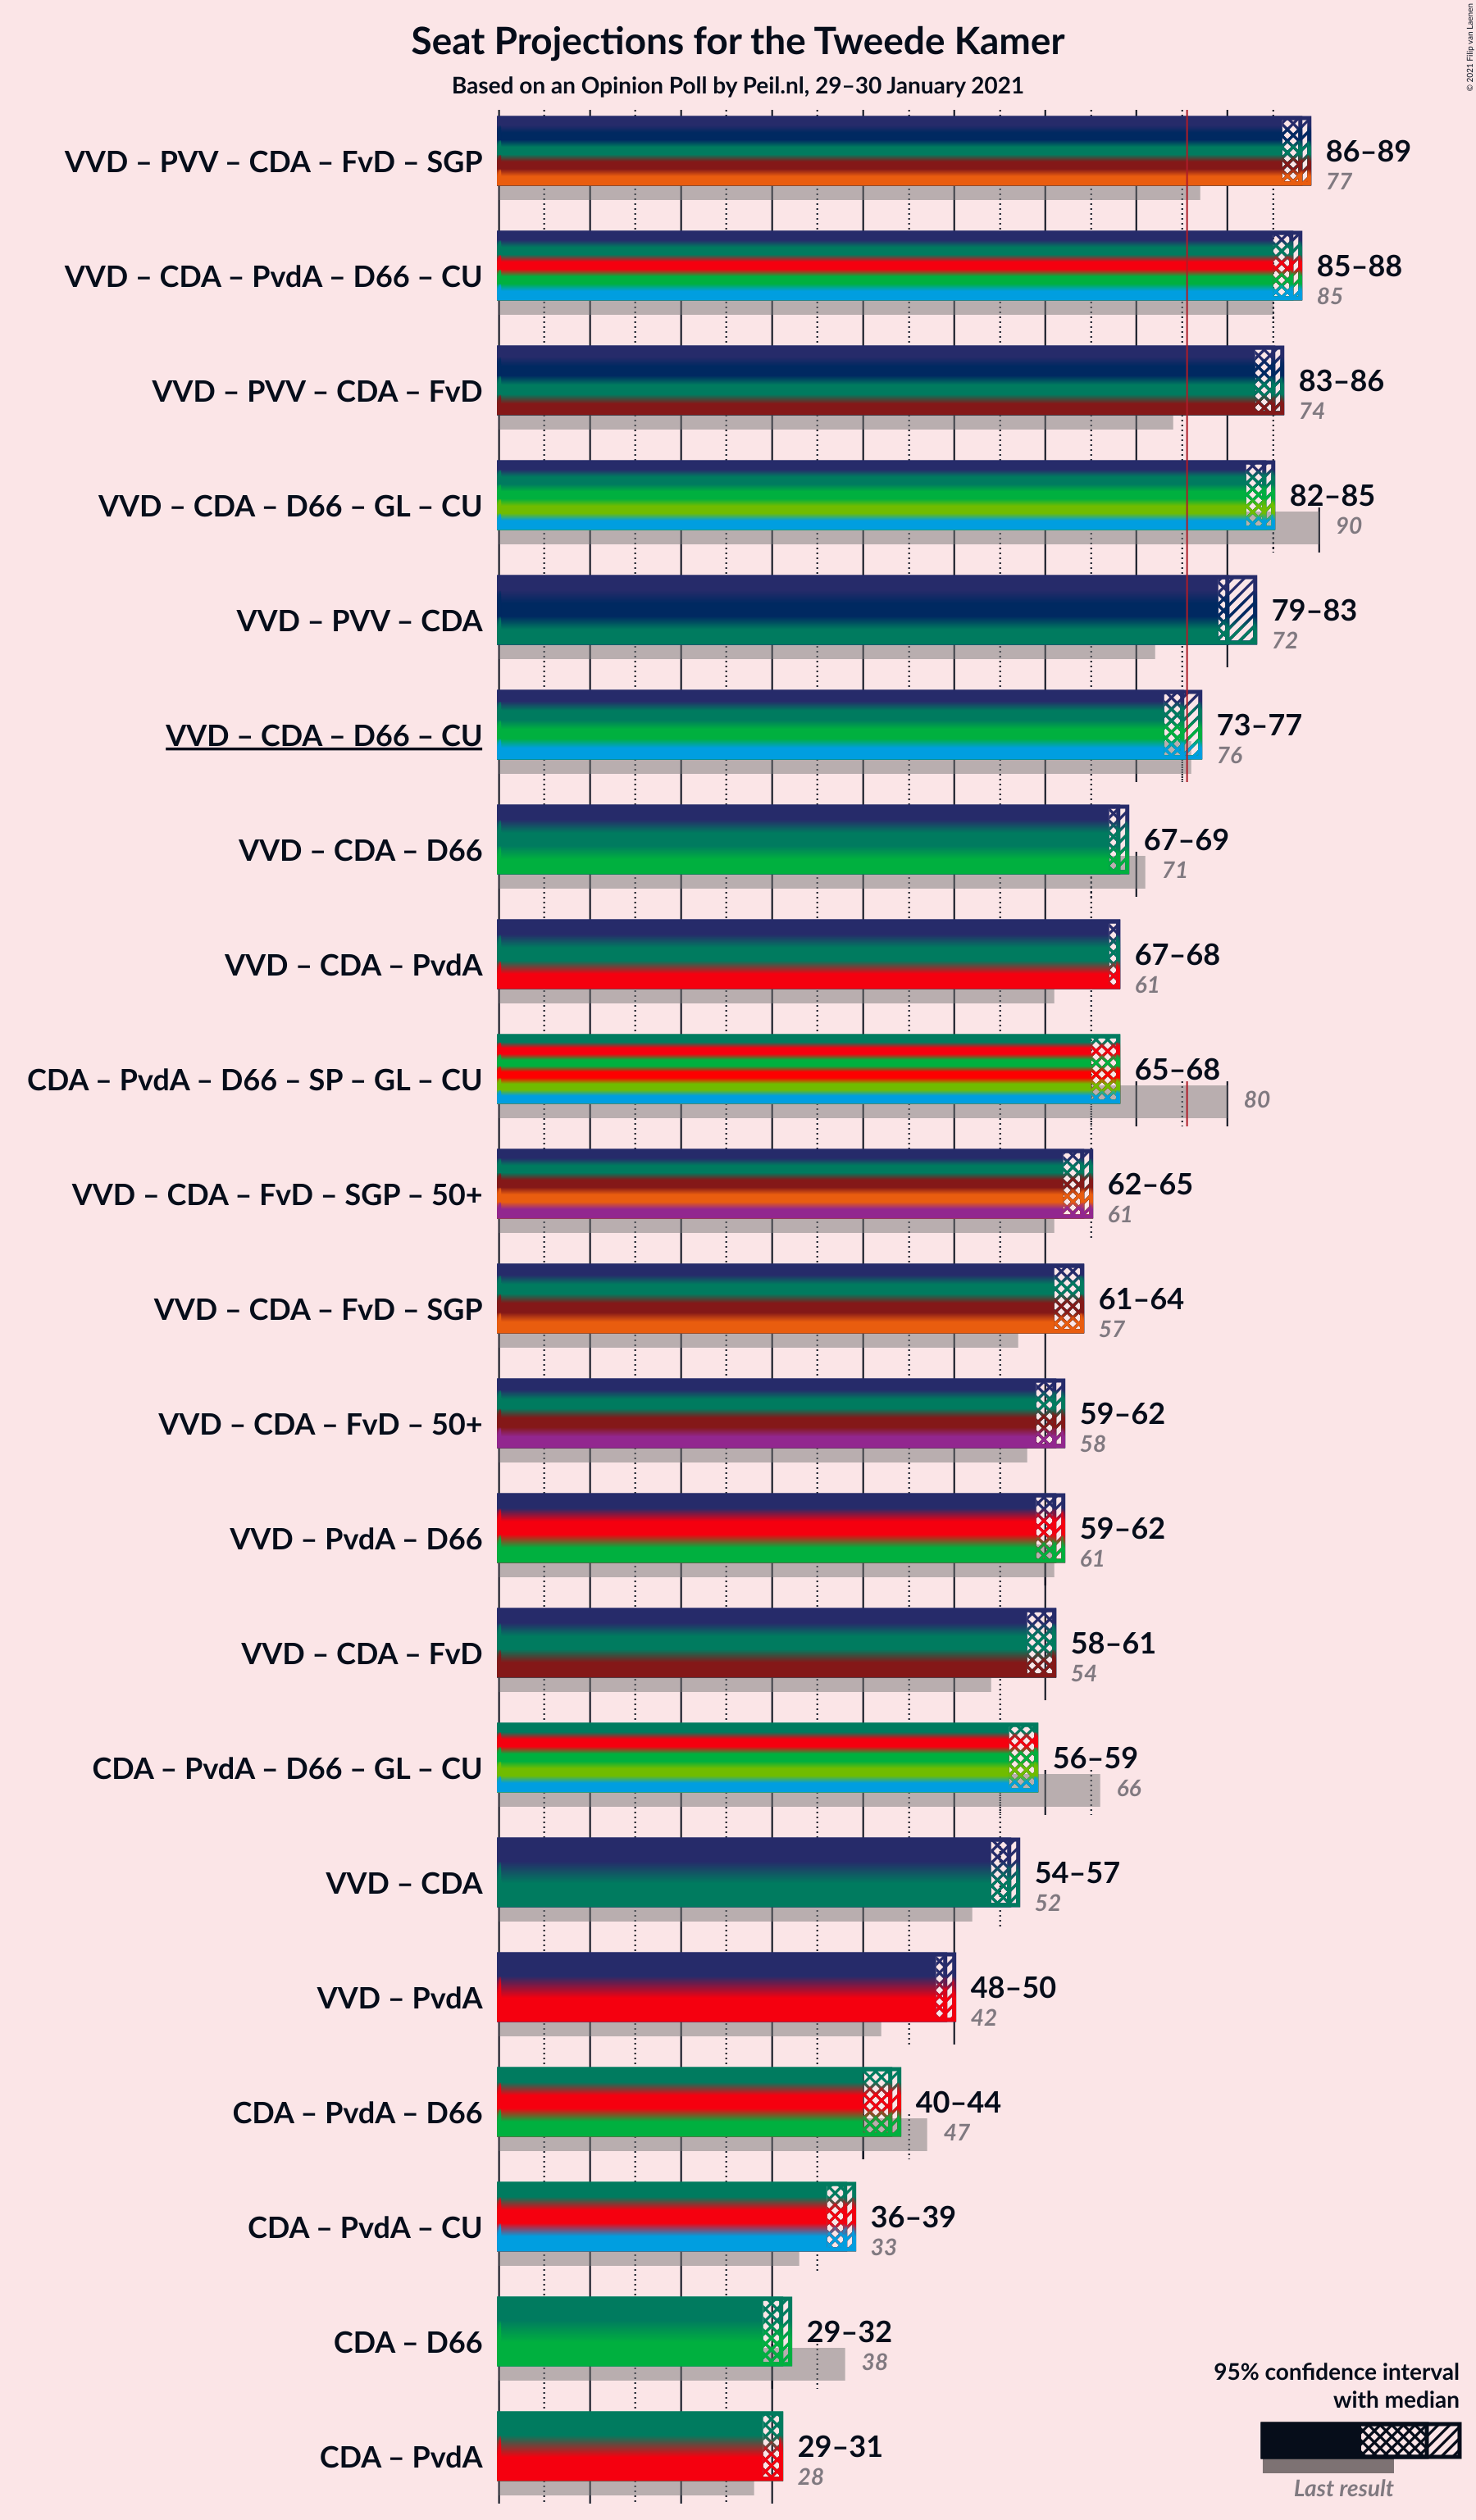 Seat Projections for the Tweede Kamer
Based on an Opinion Poll by Peil.nl, 29–30 January 2021
© 2021 Filip van Laenen
VVD – PVV – CDA – FvD – SGP
86–89
77
VVD – CDA – PvdA – D66 – CU
85–88
85
VVD – PVV – CDA – FvD
83–86
74
VVD – CDA – D66 – GL – CU
82–85
90
VVD – PVV – CDA
79–83
72
VVD – CDA – D66 – CU
73–77
76
VVD – CDA – D66
67–69
71
VVD – CDA – PvdA
67–68
61
CDA – PvdA – D66 – SP – GL – CU
65–68
80
VVD – CDA – FvD – SGP – 50+
62–65
61
VVD – CDA – FvD – SGP
61–64
57
VVD – CDA – FvD – 50+
59–62
58
VVD – PvdA – D66
59–62
61
VVD – CDA – FvD
58–61
54
CDA – PvdA – D66 – GL – CU
56–59
66
VVD – CDA
54–57
52
VVD – PvdA
48–50
42
CDA – PvdA – D66
40–44
47
CDA – PvdA – CU
36–39
33
CDA – D66
29–32
38
CDA – PvdA
29–31
28
95% confidence interval
with median
Last result